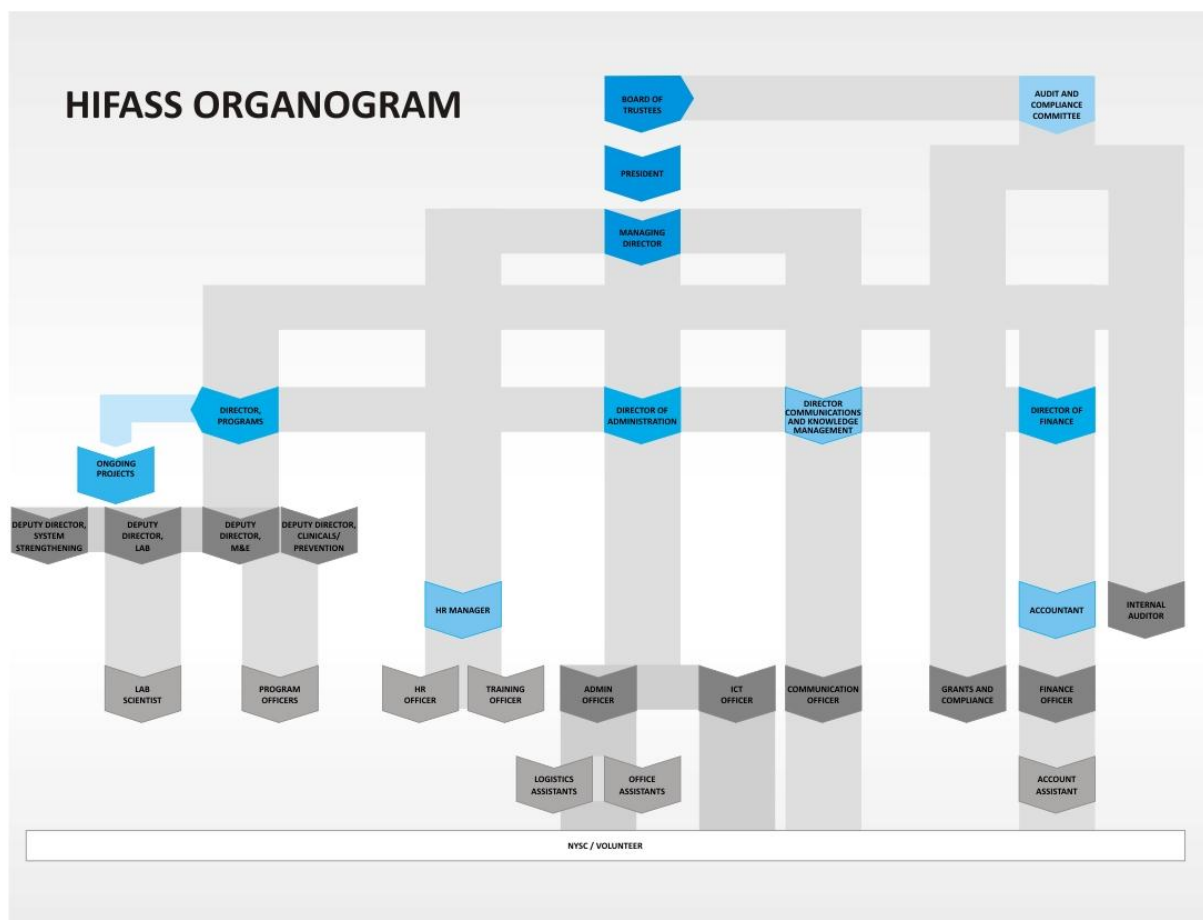 HIFASS ORGANOGRAM
BOARD OF
TRUSTEES
AUDIT AND
COMPLIANCE
COMMITTEE
PRESIDENT
MANAGING
DIRECTOR
DIRECTOR,
PROGRAMS
DIRECTOR OF
ADMINISTRATION
DIRECTOR
COMMUNICATIONS
AND KNOWLEDGE
MANAGEMENT
DIRECTOR OF
FINANCE
ONGOING
PROJECTS
DEPUTY DIRECTOR,
SYSTEM
STRENGTHENING
DEPUTY
DIRECTOR,
LAB
DEPUTY
DIRECTOR,
M&E
DEPUTY DIRECTOR,
CLINICALS/
PREVENTION
HR MANAGER
ACCOUNTANT
INTERNAL
AUDITOR
LAB
SCIENTIST
PROGRAM
OFFICERS
HR
OFFICER
TRAINING
OFFICER
ADMIN
OFFICER
ICT
OFFICER
COMMUNICATION
OFFICER
GRANTS AND
COMPLIANCE
FINANCE
OFFICER
LOGISTICS
ASSISTANTS
OFFICE
ASSISTANTS
ACCOUNT
ASSISTANT
NYSC / VOLUNTEER